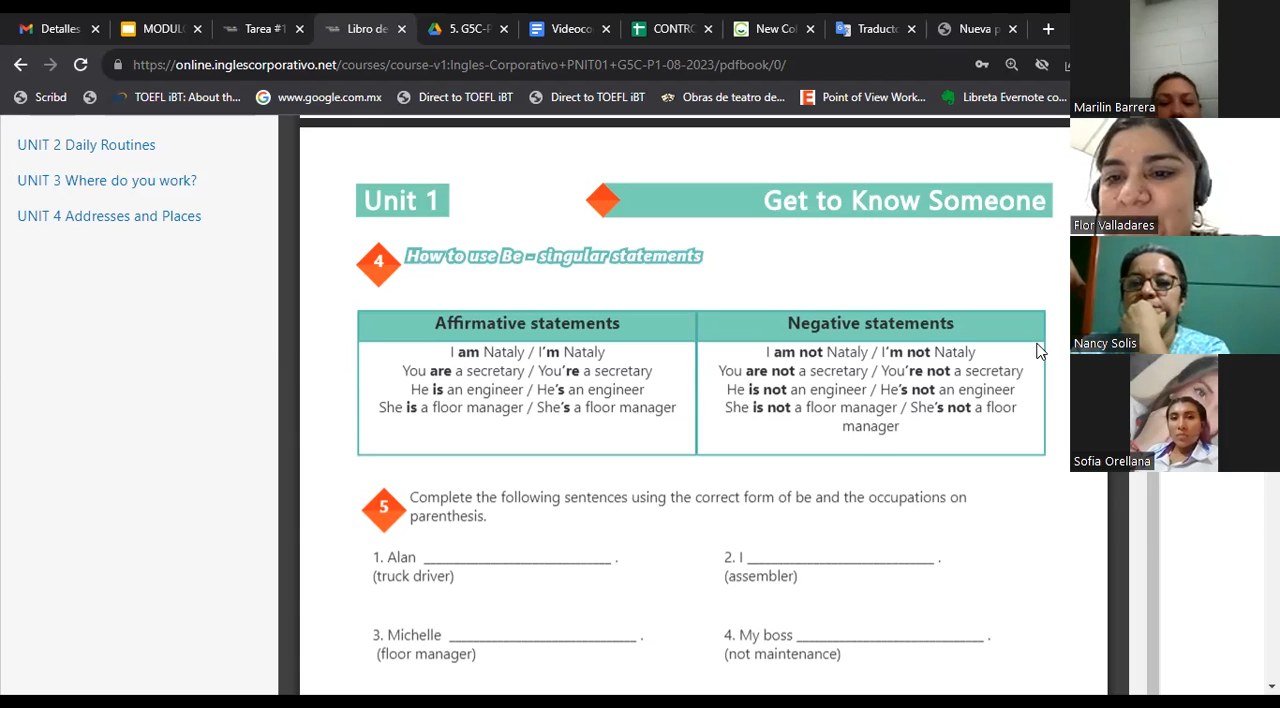 Detalles
MODULO
Tarea #1
Libro de
5. G5C-P
Videoco
CONTRO
New Col
Traducto
Nueva p
https://online.inglescorporativo.net/courses/course-v1:Ingles-Corporativo+PNIT01+G5C-P1-08-2023/pdfbook/0/
Scribd
TOEFL iBT: About th...
www.google.com.mx
Direct to TOEFL iBT
Direct to TOEFL iBT
Obras de teatro de...
Point of View Work...
Libreta Evernote co...
UNIT 2 Daily Routines
UNIT 3 Where do you work?
UNIT 4 Addresses and Places
Unit 1
Get to Know Someone
4 How to use Be - singular statements
Affirmative statements
I am Nataly / I'm Nataly
You are a secretary / You're a secretary
He is an engineer / He's an engineer
She is a floor manager / She's a floor manager
Negative statements
I am not Nataly / I'm not Nataly
You are not a secretary / You're not a secretary
He is not an engineer / He's not an engineer
She is not a floor manager / She's not a floor
manager
5 Complete the following sentences using the correct form of be and the occupations on
parenthesis.
1. Alan ____________________________ .
(truck driver)
2. I ____________________________ .
(assembler)
3. Michelle ____________________________ .
(floor manager)
4. My boss ____________________________ .
(not maintenance)
Marilin Barrera
Flor Valladares
Nancy Solis
Sofia Orellana